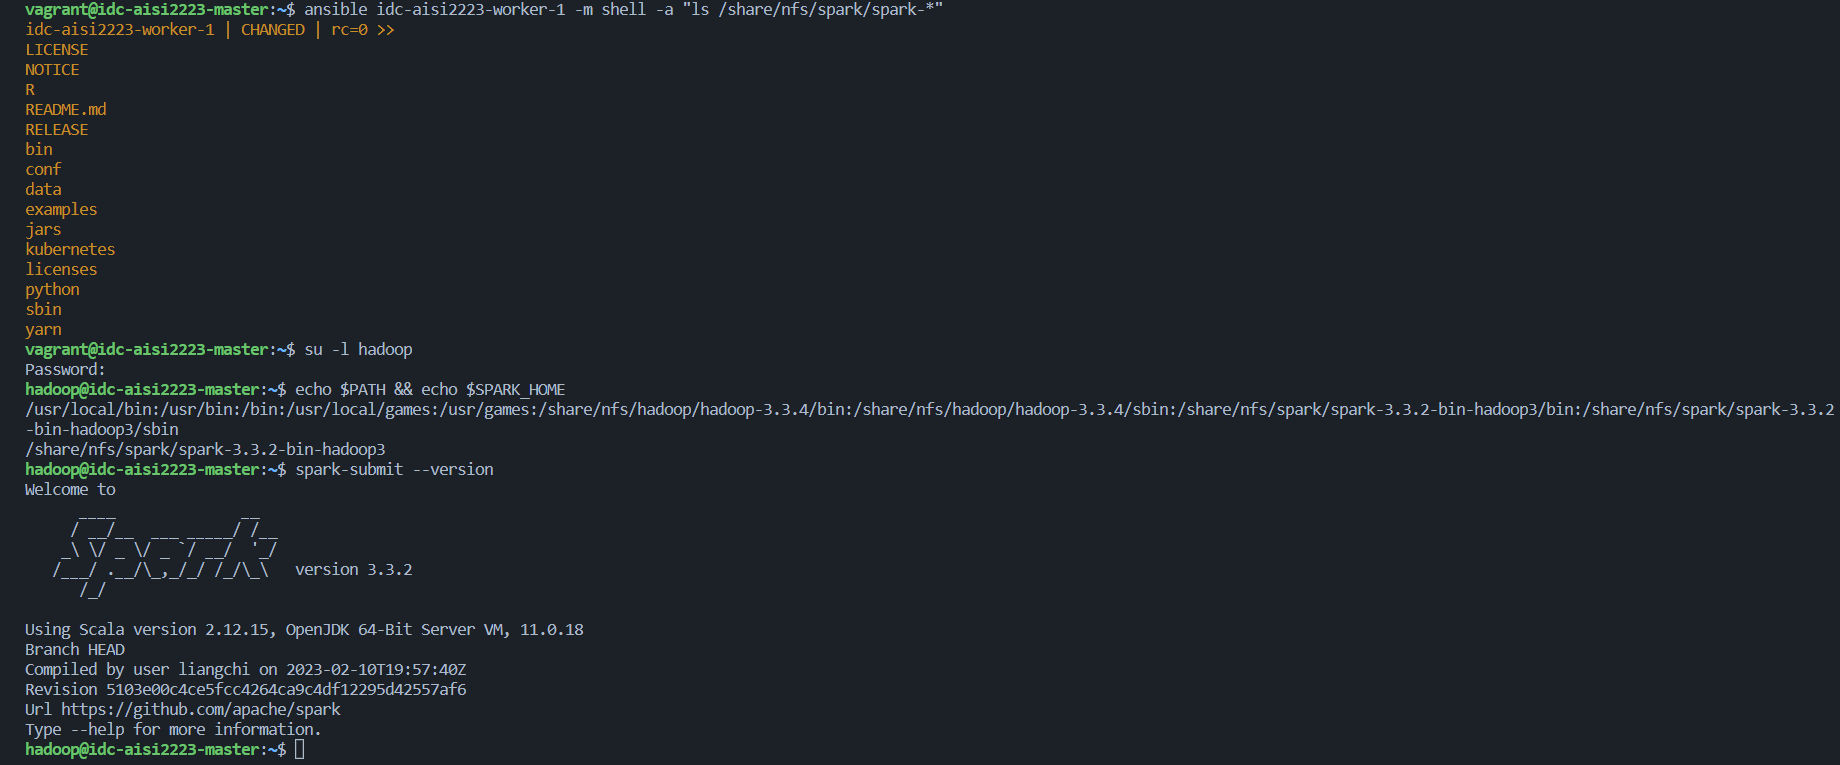 vagrant@idc-aisi2223-master:~$ ansible idc-aisi2223-worker-1 -m shell -a "ls /share/nfs/spark/spark-*"
idc-aisi2223-worker-1 | CHANGED | rc=0 >>
LICENSE
NOTICE
R
README.md
RELEASE
bin
conf
data
examples
jars
kubernetes
licenses
python
sbin
yarn
vagrant@idc-aisi2223-master:~$ su -l hadoop
Password:
hadoop@idc-aisi2223-master:~$ echo $PATH && echo $SPARK_HOME
/usr/local/bin:/usr/bin:/bin:/usr/local/games:/usr/games:/share/nfs/hadoop/hadoop-3.3.4/bin:/share/nfs/hadoop/hadoop-3.3.4/sbin:/share/nfs/spark/spark-3.3.2-bin-hadoop3/bin:/share/nfs/spark/spark-3.3.2
-bin-hadoop3/sbin
/share/nfs/spark/spark-3.3.2-bin-hadoop3
hadoop@idc-aisi2223-master:~$ spark-submit --version
Welcome to
      ____              __
     / __/__  ___ _____/ /__
    _\ \/ _ \/ _ `/ __/  '_/
   /___/ .__/\_,_/_/ /_/\_\   version 3.3.2
      /_/
Using Scala version 2.12.15, OpenJDK 64-Bit Server VM, 11.0.18
Branch HEAD
Compiled by user liangchi on 2023-02-10T19:57:40Z
Revision 5103e00c4ce5fcc4264ca9c4df12295d42557af6
Url https://github.com/apache/spark
Type --help for more information.
hadoop@idc-aisi2223-master:~$